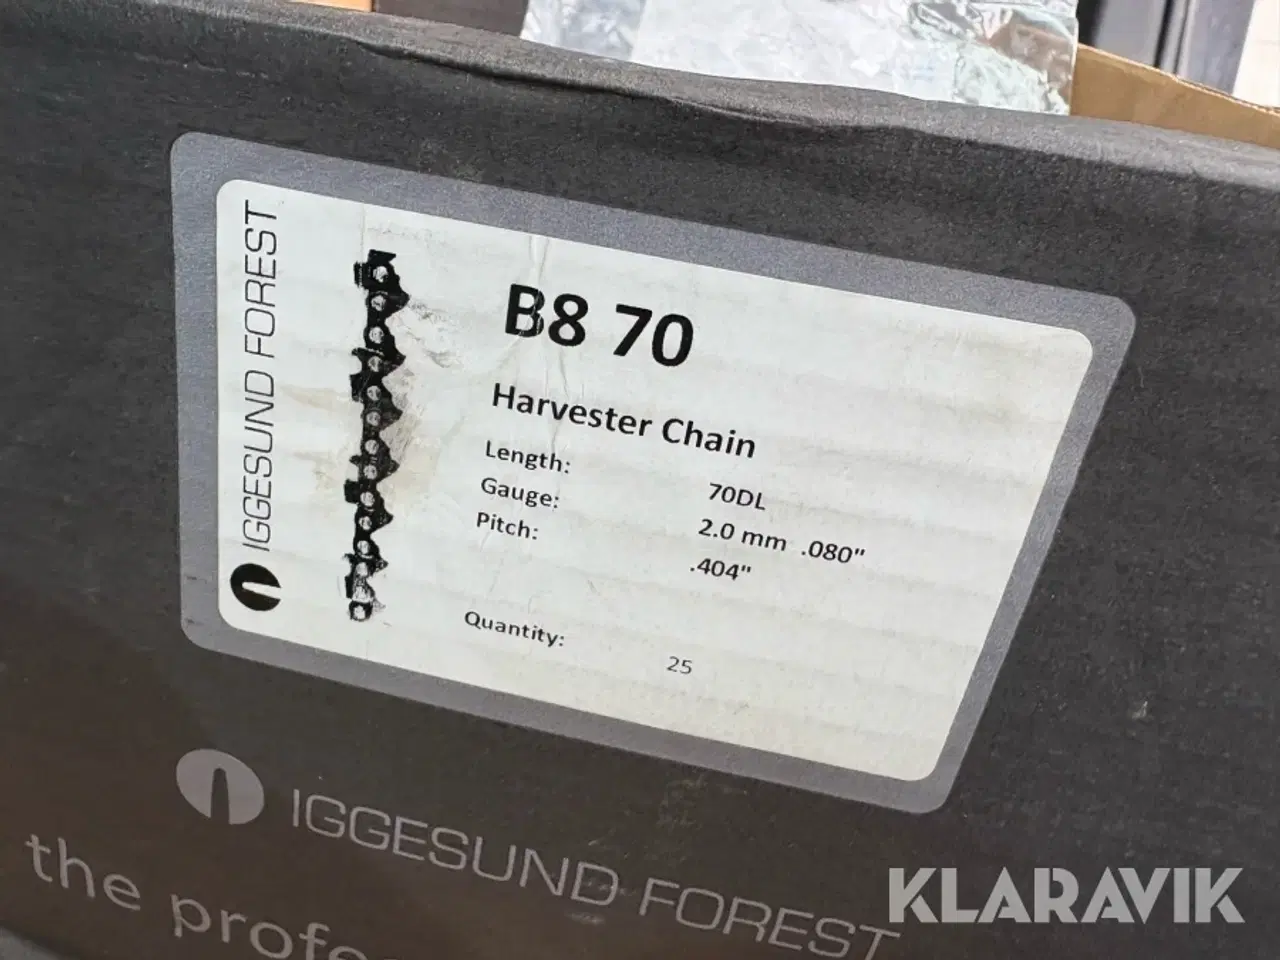 IGGESUND FOREST
B8 70
Harvester Chain
Length: 70DL
Gauge: 2.0 mm .080"
Pitch: .404"
Quantity: 25
IGGESUND FOREST
the
KLARAVIK